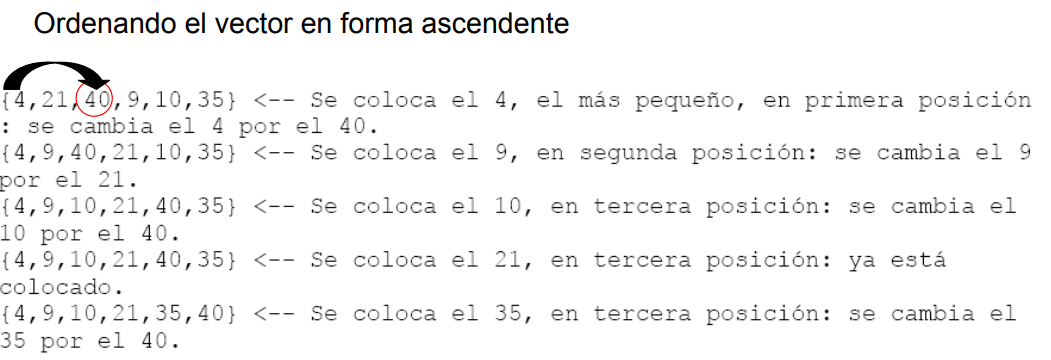 Ordenando el vector en forma ascendente
{4,21,40,9,10,35} <-- Se coloca el 4, el más pequeño, en primera posición
: se cambia el 4 por el 40.
{4,9,40,21,10,35} <-- Se coloca el 9, en segunda posición: se cambia el 9
por el 21.
{4,9,10,21,40,35} <-- Se coloca el 10, en tercera posición: se cambia el
10 por el 40.
{4,9,10,21,40,35} <-- Se coloca el 21, en tercera posición: ya está
colocado.
{4,9,10,21,35,40} <-- Se coloca el 35, en tercera posición: se cambia el
35 por el 40.